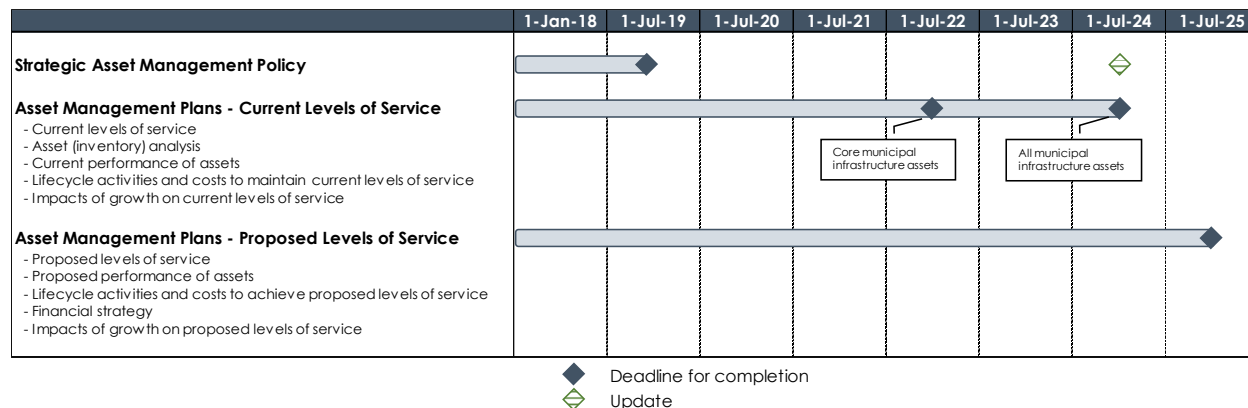 1-Jan-18 1-Jul-19 1-Jul-20 1-Jul-21 1-Jul-22 1-Jul-23 1-Jul-24 1-Jul-25
Strategic Asset Management Policy
Asset Management Plans - Current Levels of Service
- Current levels of service
- Asset (inventory) analysis
- Current performance of assets
- Lifecycle activities and costs to maintain current levels of service
- Impacts of growth on current levels of service
Core municipal
infrastructure assets
All municipal
infrastructure assets
Asset Management Plans - Proposed Levels of Service
- Proposed levels of service
- Proposed performance of assets
- Lifecycle activities and costs to achieve proposed levels of service
- Financial strategy
- Impacts of growth on proposed levels of service
Deadline for completion
Update